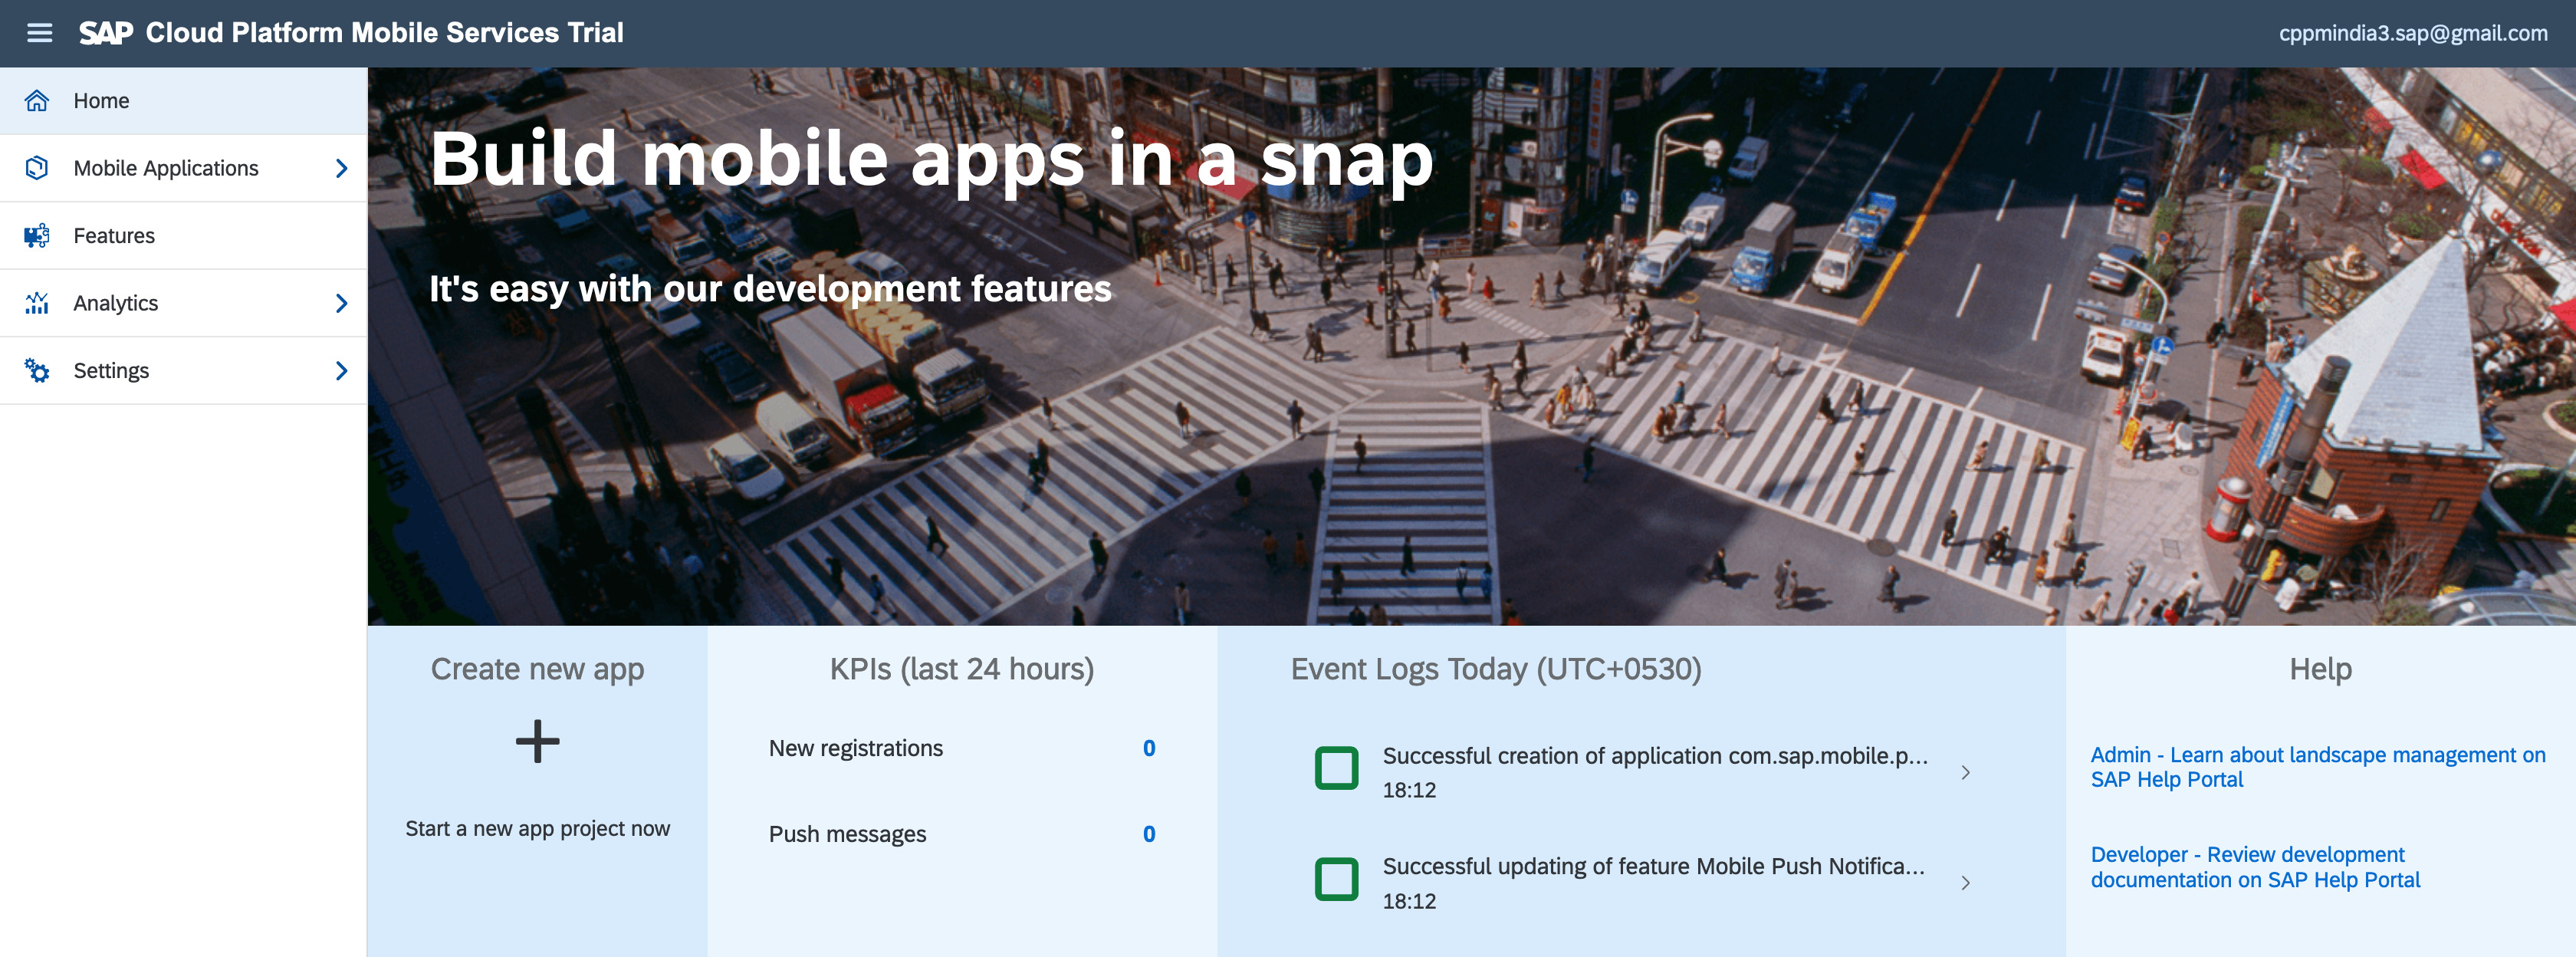 SAP Cloud Platform Mobile Services Trial
cppmindia3.sap@gmail.com
Home
Mobile Applications
Features
Analytics
Settings
Build mobile apps in a snap
It's easy with our development features
Create new app
Start a new app project now
KPIs (last 24 hours)
New registrations 0
Push messages 0
Event Logs Today (UTC+0530)
Successful creation of application com.sap.mobile.p...
18:12
Successful updating of feature Mobile Push Notifica...
18:12
Help
Admin - Learn about landscape management on
SAP Help Portal
Developer - Review development
documentation on SAP Help Portal